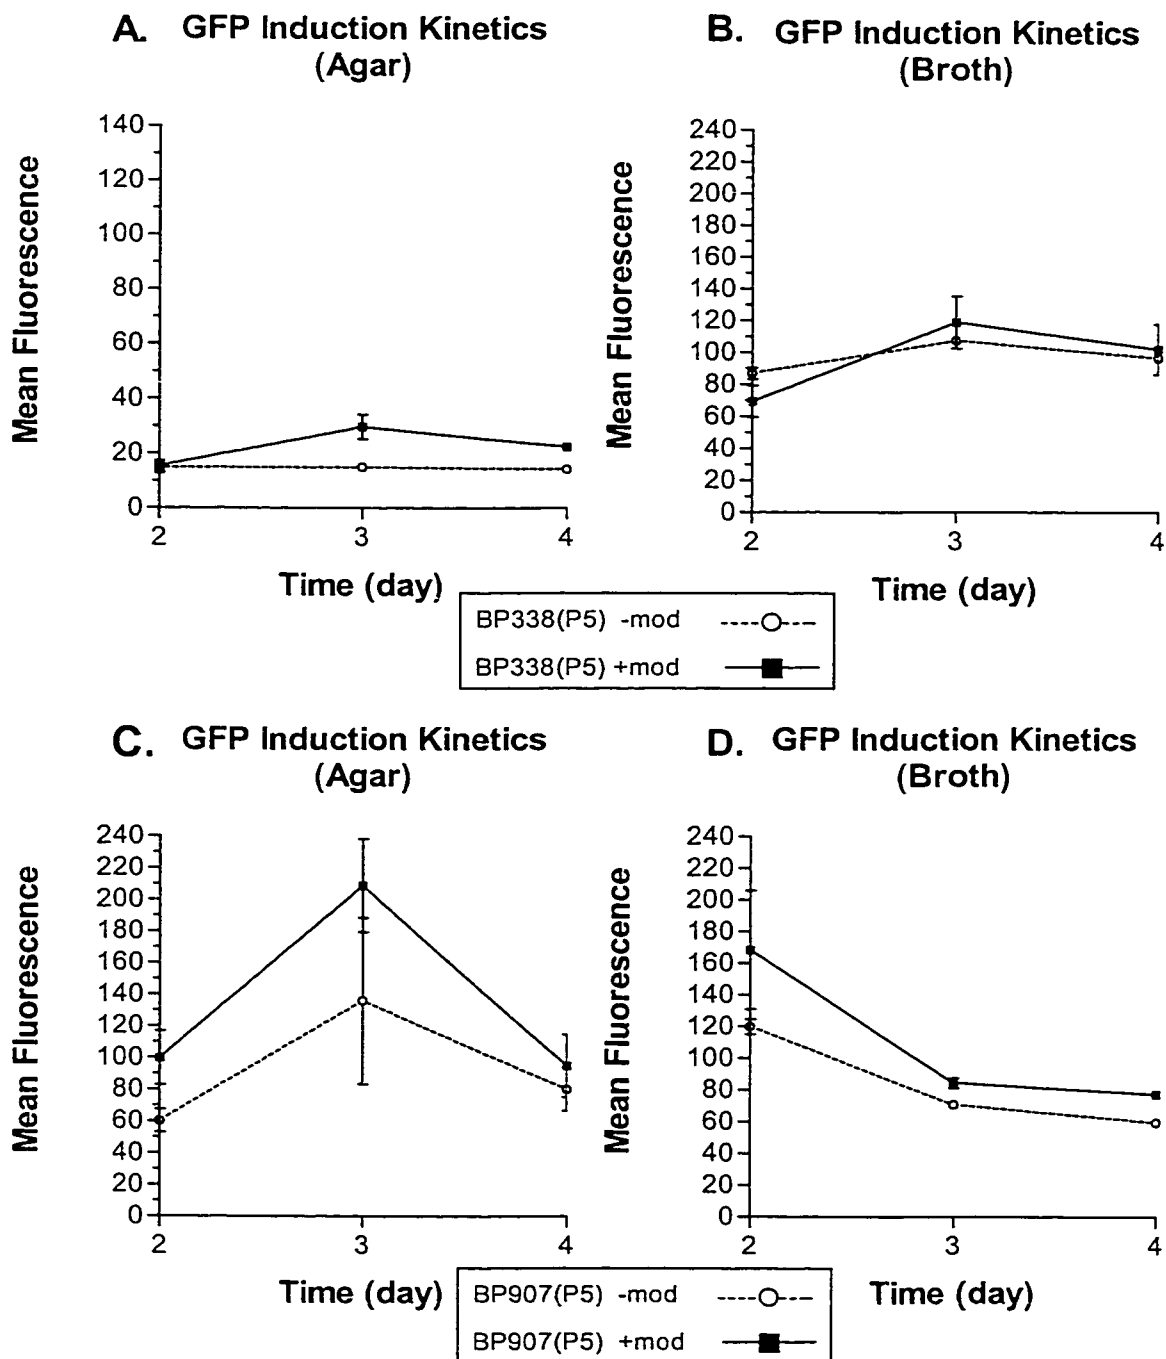 A. GFP Induction Kinetics
(Agar)
Mean Fluorescence
140
120
100
80
60
40
20
0
2 3 4
Time (day)
B. GFP Induction Kinetics
(Broth)
Mean Fluorescence
240
220
200
180
160
140
120
100
80
60
40
20
0
2 3 4
Time (day)
BP338(P5) -mod
BP338(P5) +mod
C. GFP Induction Kinetics
(Agar)
Mean Fluorescence
240
220
200
180
160
140
120
100
80
60
40
20
0
2 3 4
Time (day)
D. GFP Induction Kinetics
(Broth)
Mean Fluorescence
240
220
200
180
160
140
120
100
80
60
40
20
0
2 3 4
Time (day)
BP907(P5) -mod
BP907(P5) +mod